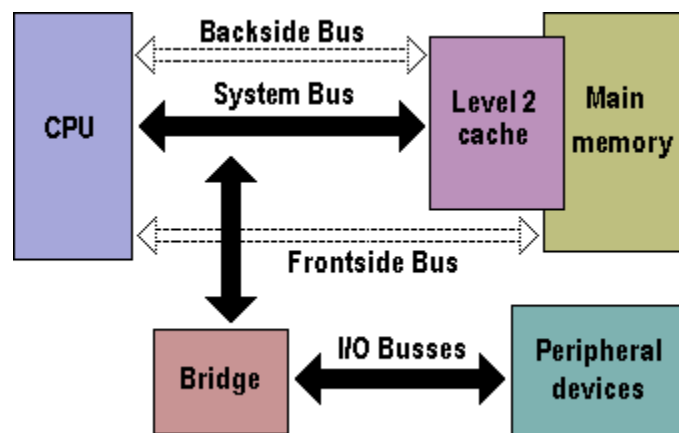 Backside Bus
System Bus
CPU
Level 2
cache
Main
memory
Frontside Bus
Bridge
I/O Busses
Peripheral
devices